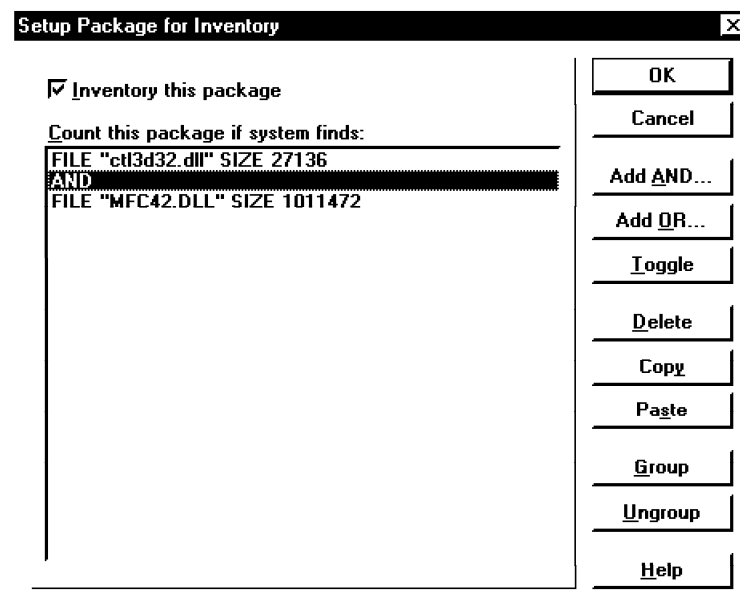 Setup Package for Inventory
Inventory this package
Count this package if system finds:
FILE "ctl3d32.dll" SIZE 27136
AND
FILE "MFC42.DLL" SIZE 1011472
OK
Cancel
Add AND...
Add OR...
Toggle
Delete
Copy
Paste
Group
Ungroup
Help